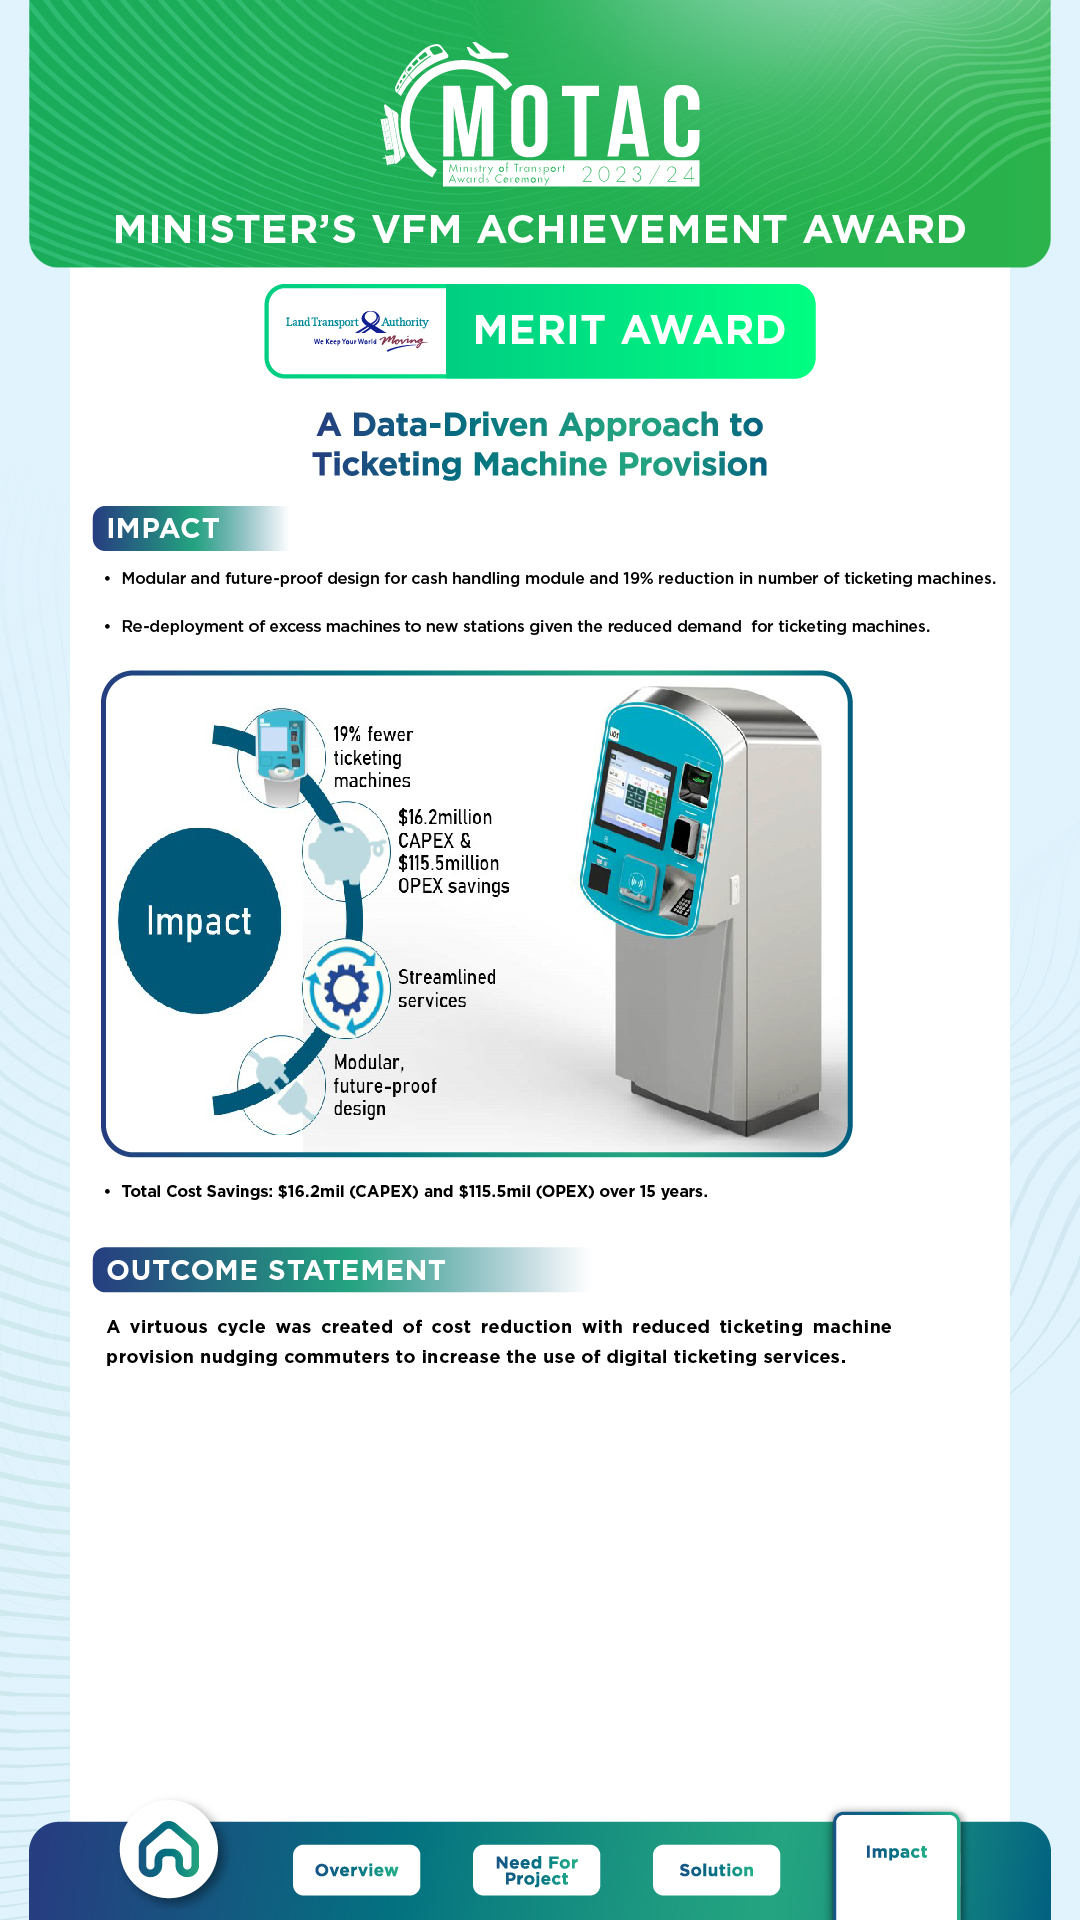 MOTAC
Ministry of Transport
Awards Ceremony 2023/24
MINISTER’S VFM ACHIEVEMENT AWARD
Land Transport Authority
We Keep Your World Moving
MERIT AWARD
A Data-Driven Approach to
Ticketing Machine Provision
IMPACT
• Modular and future-proof design for cash handling module and 19% reduction in number of ticketing machines.
• Re-deployment of excess machines to new stations given the reduced demand for ticketing machines.
Impact
19% fewer
ticketing
machines
$16.2million
CAPEX &
$115.5million
OPEX savings
Streamlined
services
Modular,
future-proof
design
U01
• Total Cost Savings: $16.2mil (CAPEX) and $115.5mil (OPEX) over 15 years.
OUTCOME STATEMENT
A virtuous cycle was created of cost reduction with reduced ticketing machine
provision nudging commuters to increase the use of digital ticketing services.
Overview
Need For
Project
Solution
Impact